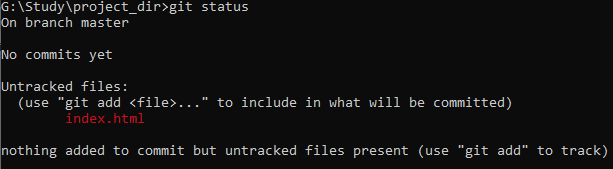 G:\Study\project_dir>git status
On branch master
No commits yet
Untracked files:
(use "git add <file>..." to include in what will be committed)
index.html
nothing added to commit but untracked files present (use "git add" to track)